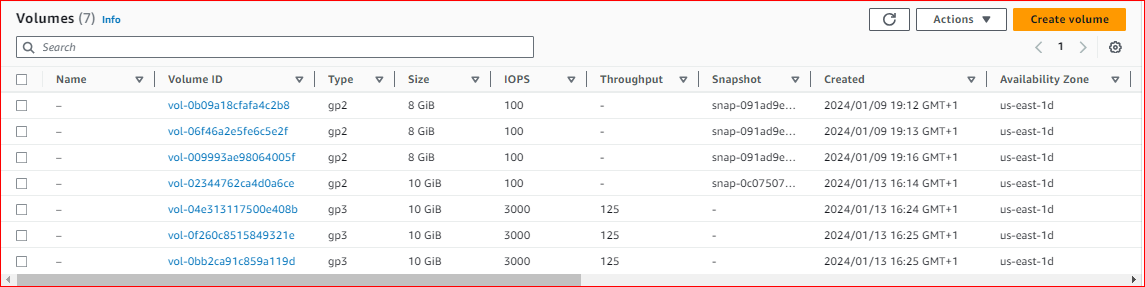 Volumes (7) Info
Actions
Create volume
Search
1
Name Volume ID Type Size IOPS Throughput Snapshot Created Availability Zone
– vol-0b09a18cfafa4c2b8 gp2 8 GiB 100 - snap-091ad9e... 2024/01/09 19:12 GMT+1 us-east-1d
– vol-06f46a2e5fe6c5e2f gp2 8 GiB 100 - snap-091ad9e... 2024/01/09 19:13 GMT+1 us-east-1d
– vol-009993ae98064005f gp2 8 GiB 100 - snap-091ad9e... 2024/01/09 19:16 GMT+1 us-east-1d
– vol-02344762ca4d0a6ce gp2 10 GiB 100 - snap-0c07507... 2024/01/13 16:14 GMT+1 us-east-1d
– vol-04e313117500e408b gp3 10 GiB 3000 125 - 2024/01/13 16:24 GMT+1 us-east-1d
– vol-0f260c8515849321e gp3 10 GiB 3000 125 - 2024/01/13 16:25 GMT+1 us-east-1d
– vol-0bb2ca91c859a119d gp3 10 GiB 3000 125 - 2024/01/13 16:25 GMT+1 us-east-1d